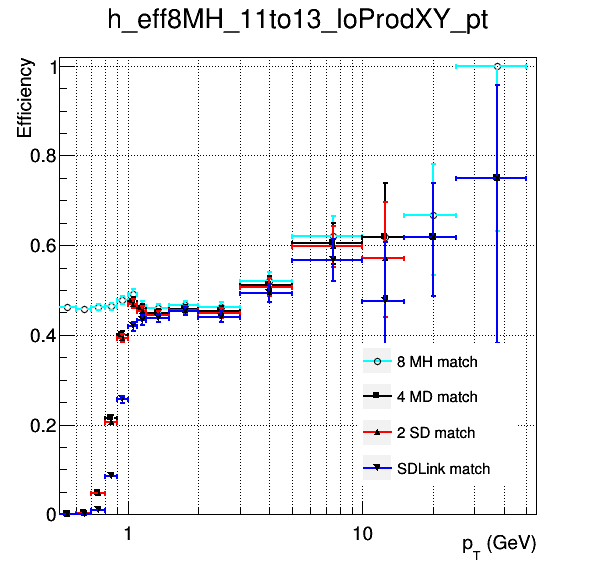 h_eff8MH_11to13_loProdXY_pt
Efficiency
1
0.8
0.6
0.4
0.2
0
8 MH match
4 MD match
2 SD match
SDLink match
1
10
p_T (GeV)